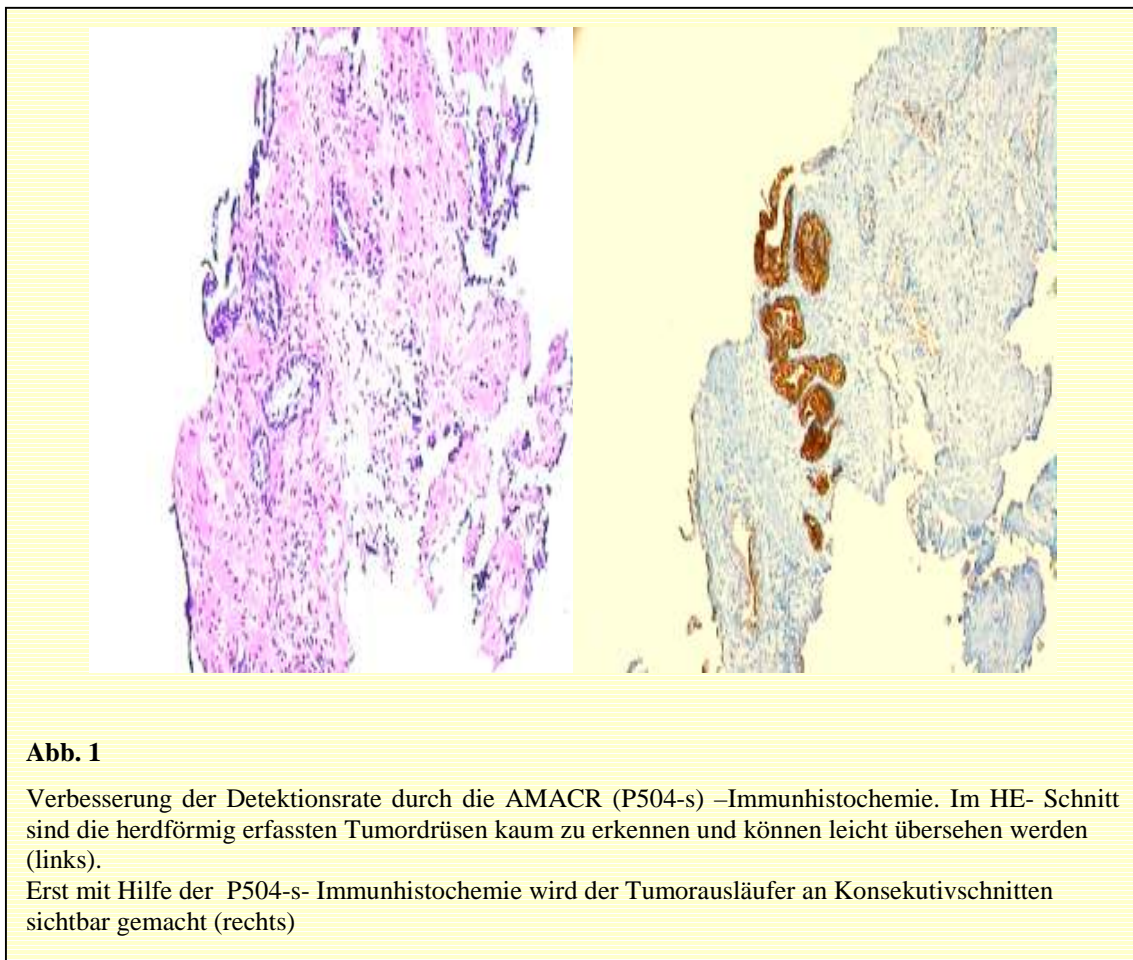 Abb. 1
Verbesserung der Detektionsrate durch die AMACR (P504-s) –Immunhistochemie. Im HE- Schnitt
sind die herdförmig erfassten Tumordrüsen kaum zu erkennen und können leicht übersehen werden
(links).
Erst mit Hilfe der P504-s- Immunhistochemie wird der Tumorausläufer an Konsekutivschnitten
sichtbar gemacht (rechts)